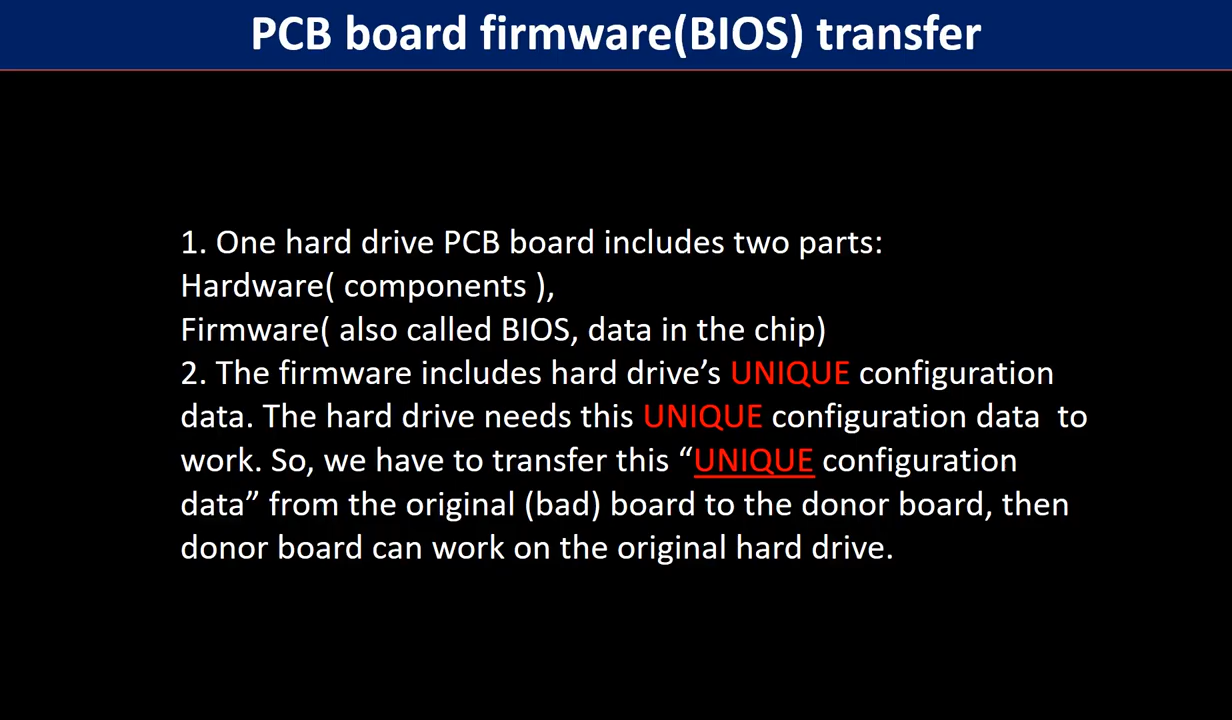 PCB board firmware(BIOS) transfer
1. One hard drive PCB board includes two parts:
Hardware( components ),
Firmware( also called BIOS, data in the chip)
2. The firmware includes hard drive’s UNIQUE configuration
data. The hard drive needs this UNIQUE configuration data  to
work. So, we have to transfer this “UNIQUE configuration
data” from the original (bad) board to the donor board, then
donor board can work on the original hard drive.